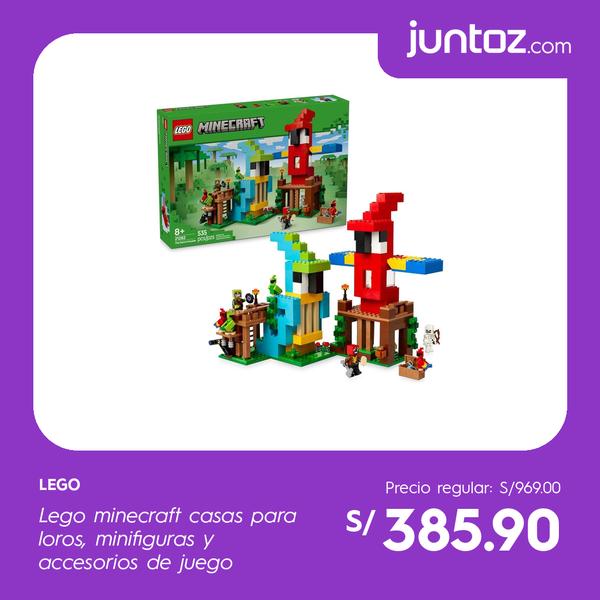 juntoz.com
LEGO
MINECRAFT
8+
535
LEGO
Lego minecraft casas para
loros, minifiguras y
accesorios de juego
Precio regular: S/969.00
S/ 385.90